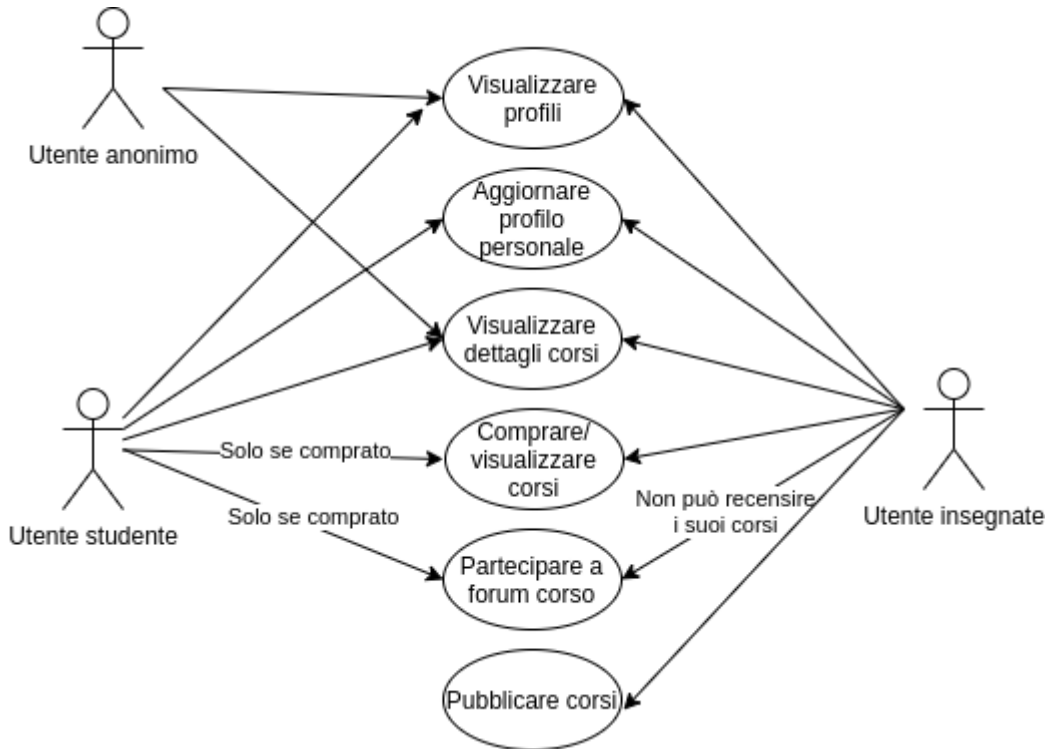 Visualizzare
profili
Utente anonimo
Aggiornare
profilo
personale
Visualizzare
dettagli corsi
Solo se comprato
Comprare/
visualizzare
corsi
Utente studente
Solo se comprato
Non può recensire
i suoi corsi
Utente insegnate
Partecipare a
forum corso
Pubblicare corsi